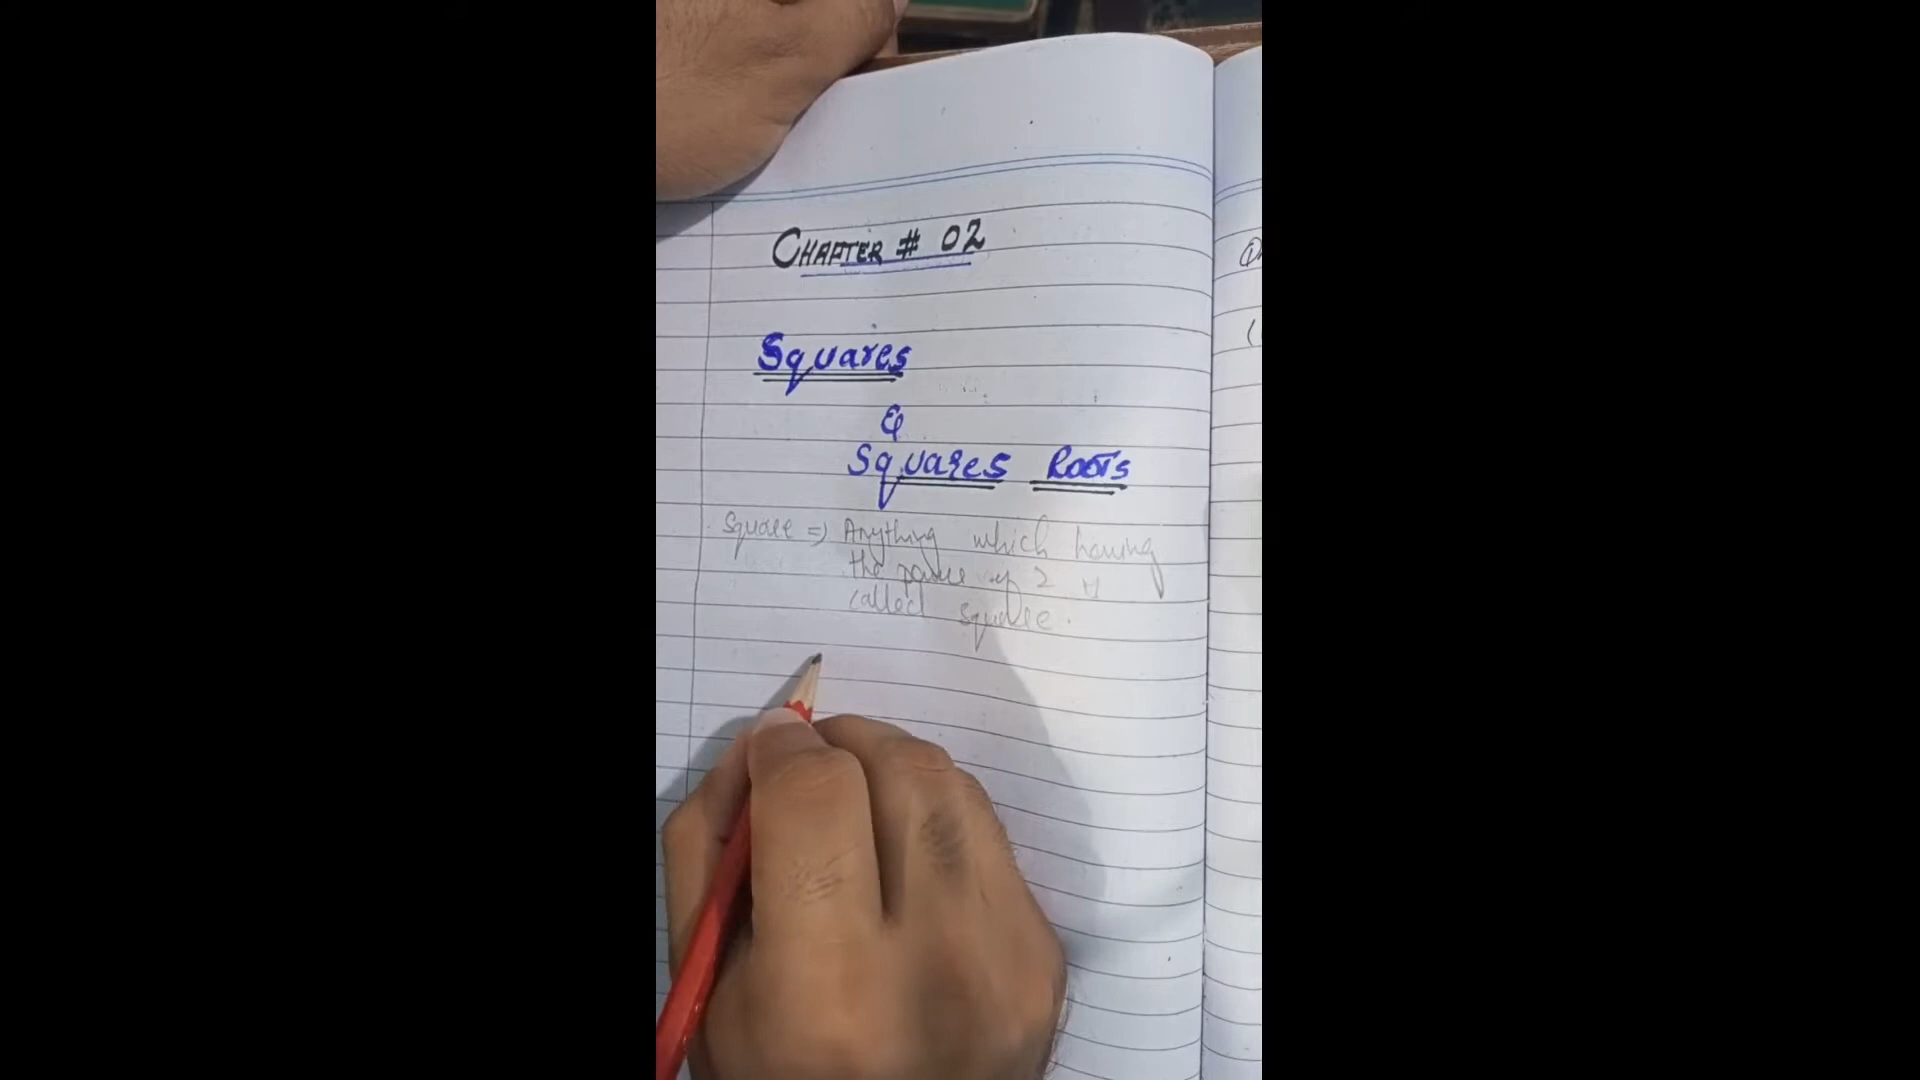 CHAPTER # 02
Squares
&
Squares Roots
Square => Anything which having
the power of 2 is
called square.